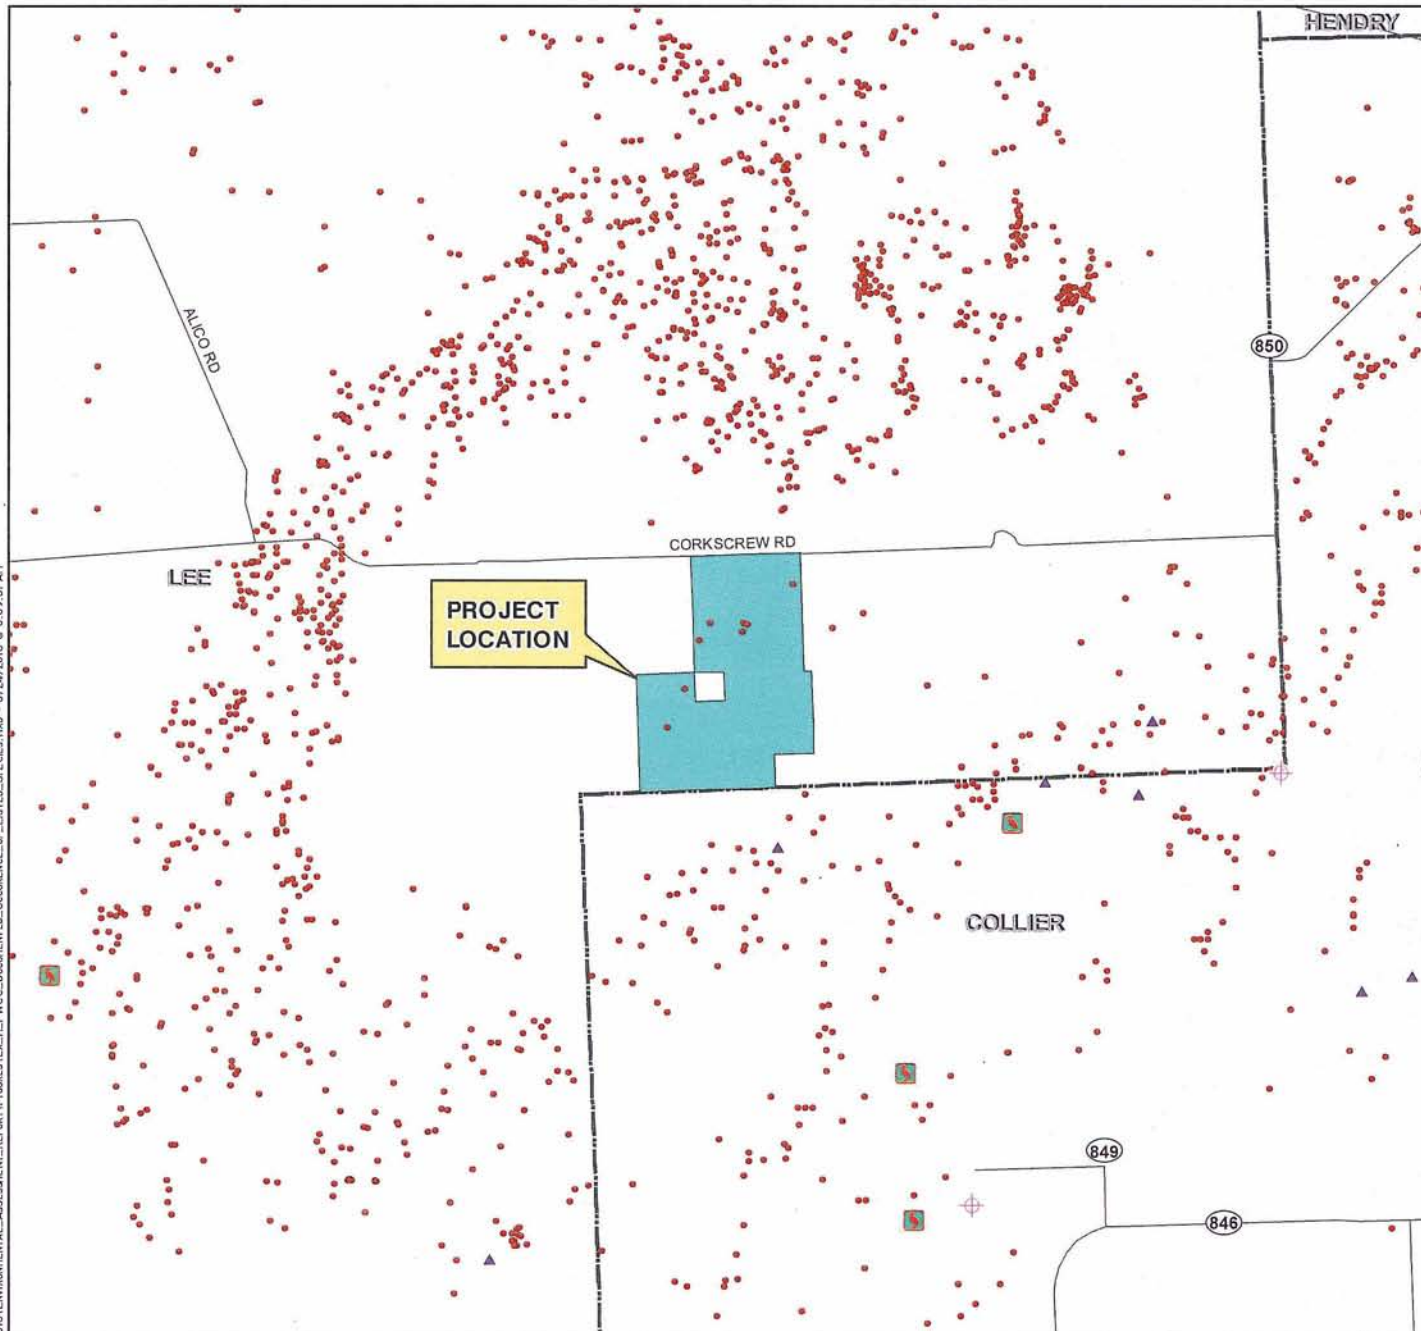 HENDRY
ALICO RD
850
CORKSCREW RD
LEE
PROJECT
LOCATION
COLLIER
849
846